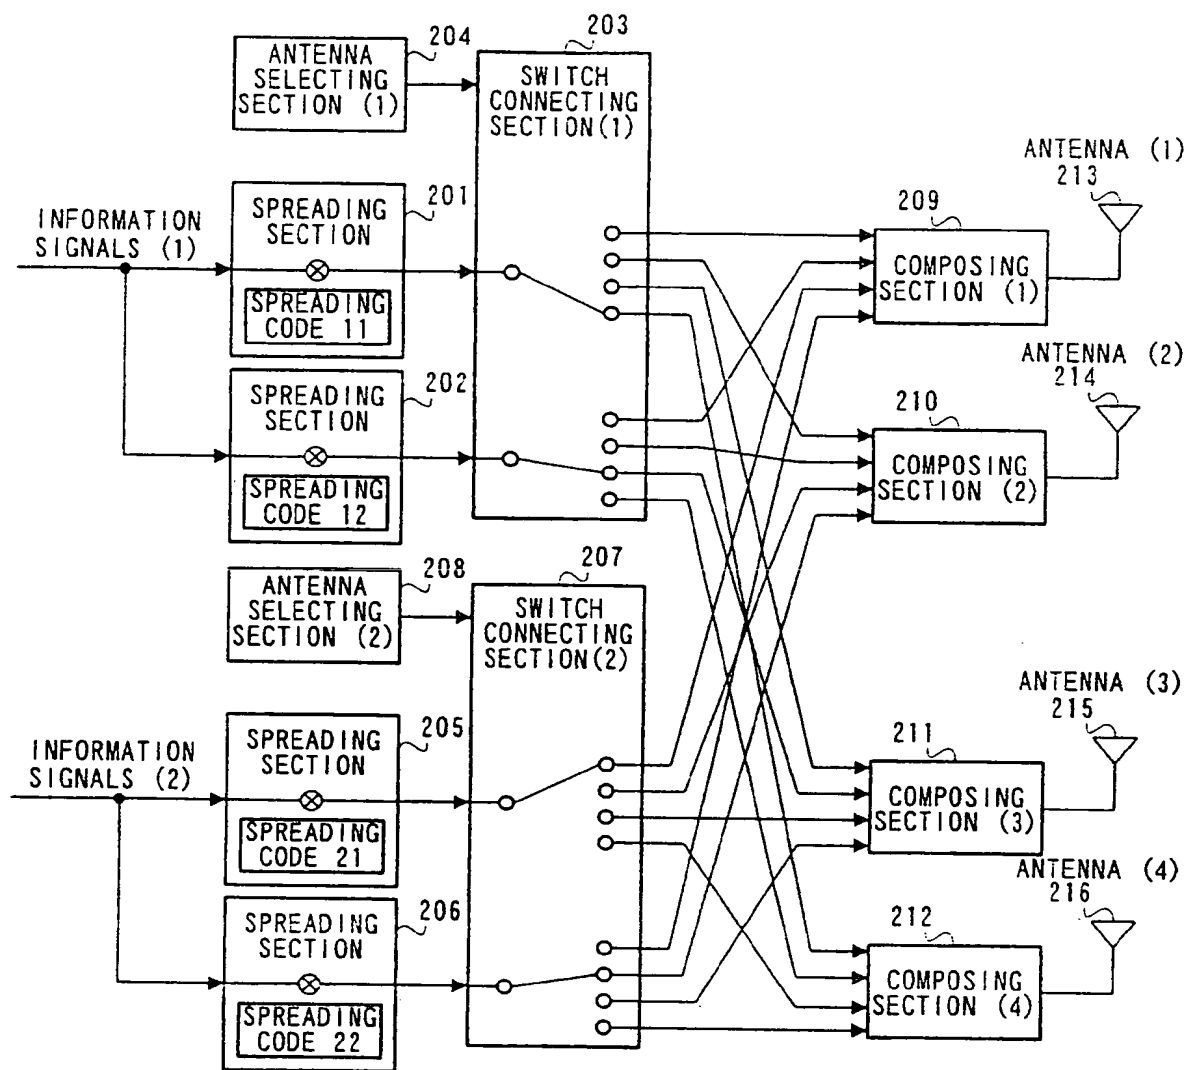 204
ANTENNA
SELECTING
SECTION (1)
203
SWITCH
CONNECTING
SECTION(1)
ANTENNA (1)
213
201
SPREADING
SECTION
SPREADING
CODE 11
INFORMATION
SIGNALS (1)
209
COMPOSING
SECTION (1)
202
SPREADING
SECTION
SPREADING
CODE 12
ANTENNA (2)
214
210
COMPOSING
SECTION (2)
208
ANTENNA
SELECTING
SECTION (2)
207
SWITCH
CONNECTING
SECTION(2)
ANTENNA (3)
215
205
SPREADING
SECTION
SPREADING
CODE 21
INFORMATION
SIGNALS (2)
211
COMPOSING
SECTION (3)
206
SPREADING
SECTION
SPREADING
CODE 22
ANTENNA (4)
216
212
COMPOSING
SECTION (4)